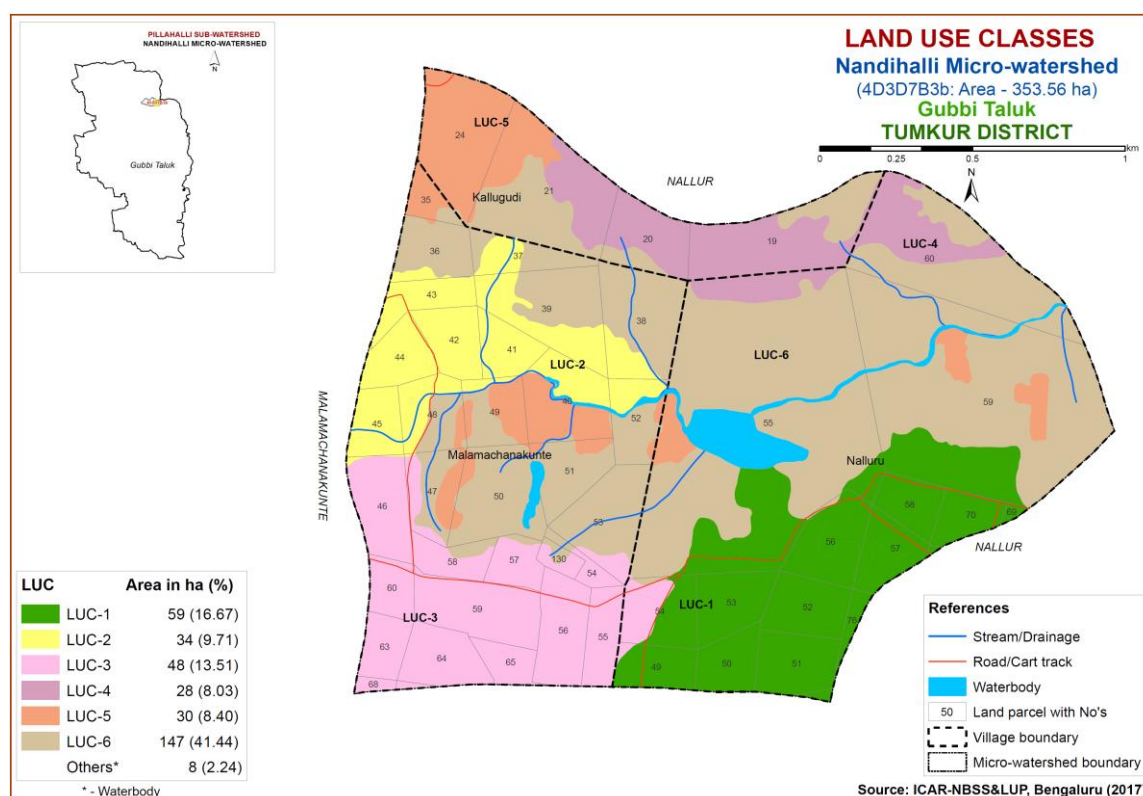 PILLAHALLI SUB-WATERSHED
NANDIHALLI MICRO-WATERSHED
N
Gubbi Taluk
LAND USE CLASSES
Nandihalli Micro-watershed
(4D3D7B3b: Area - 353.56 ha)
Gubbi Taluk
TUMKUR DISTRICT
km
0 0.25 0.5 1
N
LUC-5
24
NALLUR
21
Kallugudi
35
20
19
LUC-4
60
36
37
43
39
38
42
41
44
LUC-2
LUC-6
MALAMACHANAKUNTE
48
49
40
52
45
55
59
Malamachanakunte
51
Nalluru
47
50
46
53
58
70
69
56
57
NALLUR
58
57
130
54
60
59
54
LUC-1
53
52
76
LUC-3
56
55
63
64
65
49
50
51
68
LUC Area in ha (%)
LUC-1 59 (16.67)
LUC-2 34 (9.71)
LUC-3 48 (13.51)
LUC-4 28 (8.03)
LUC-5 30 (8.40)
LUC-6 147 (41.44)
Others* 8 (2.24)
* - Waterbody
References
Stream/Drainage
Road/Cart track
Waterbody
50 Land parcel with No's
Village boundary
Micro-watershed boundary
Source: ICAR-NBSS&LUP, Bengaluru (2017